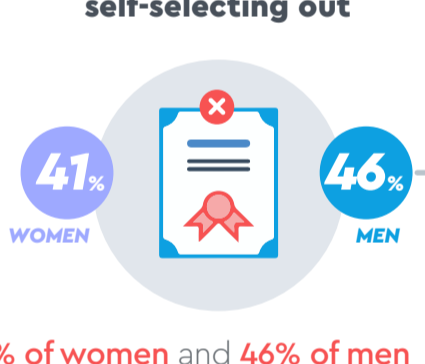 self-selecting out
41%
46%
WOMEN
MEN
% of women and 46% of men